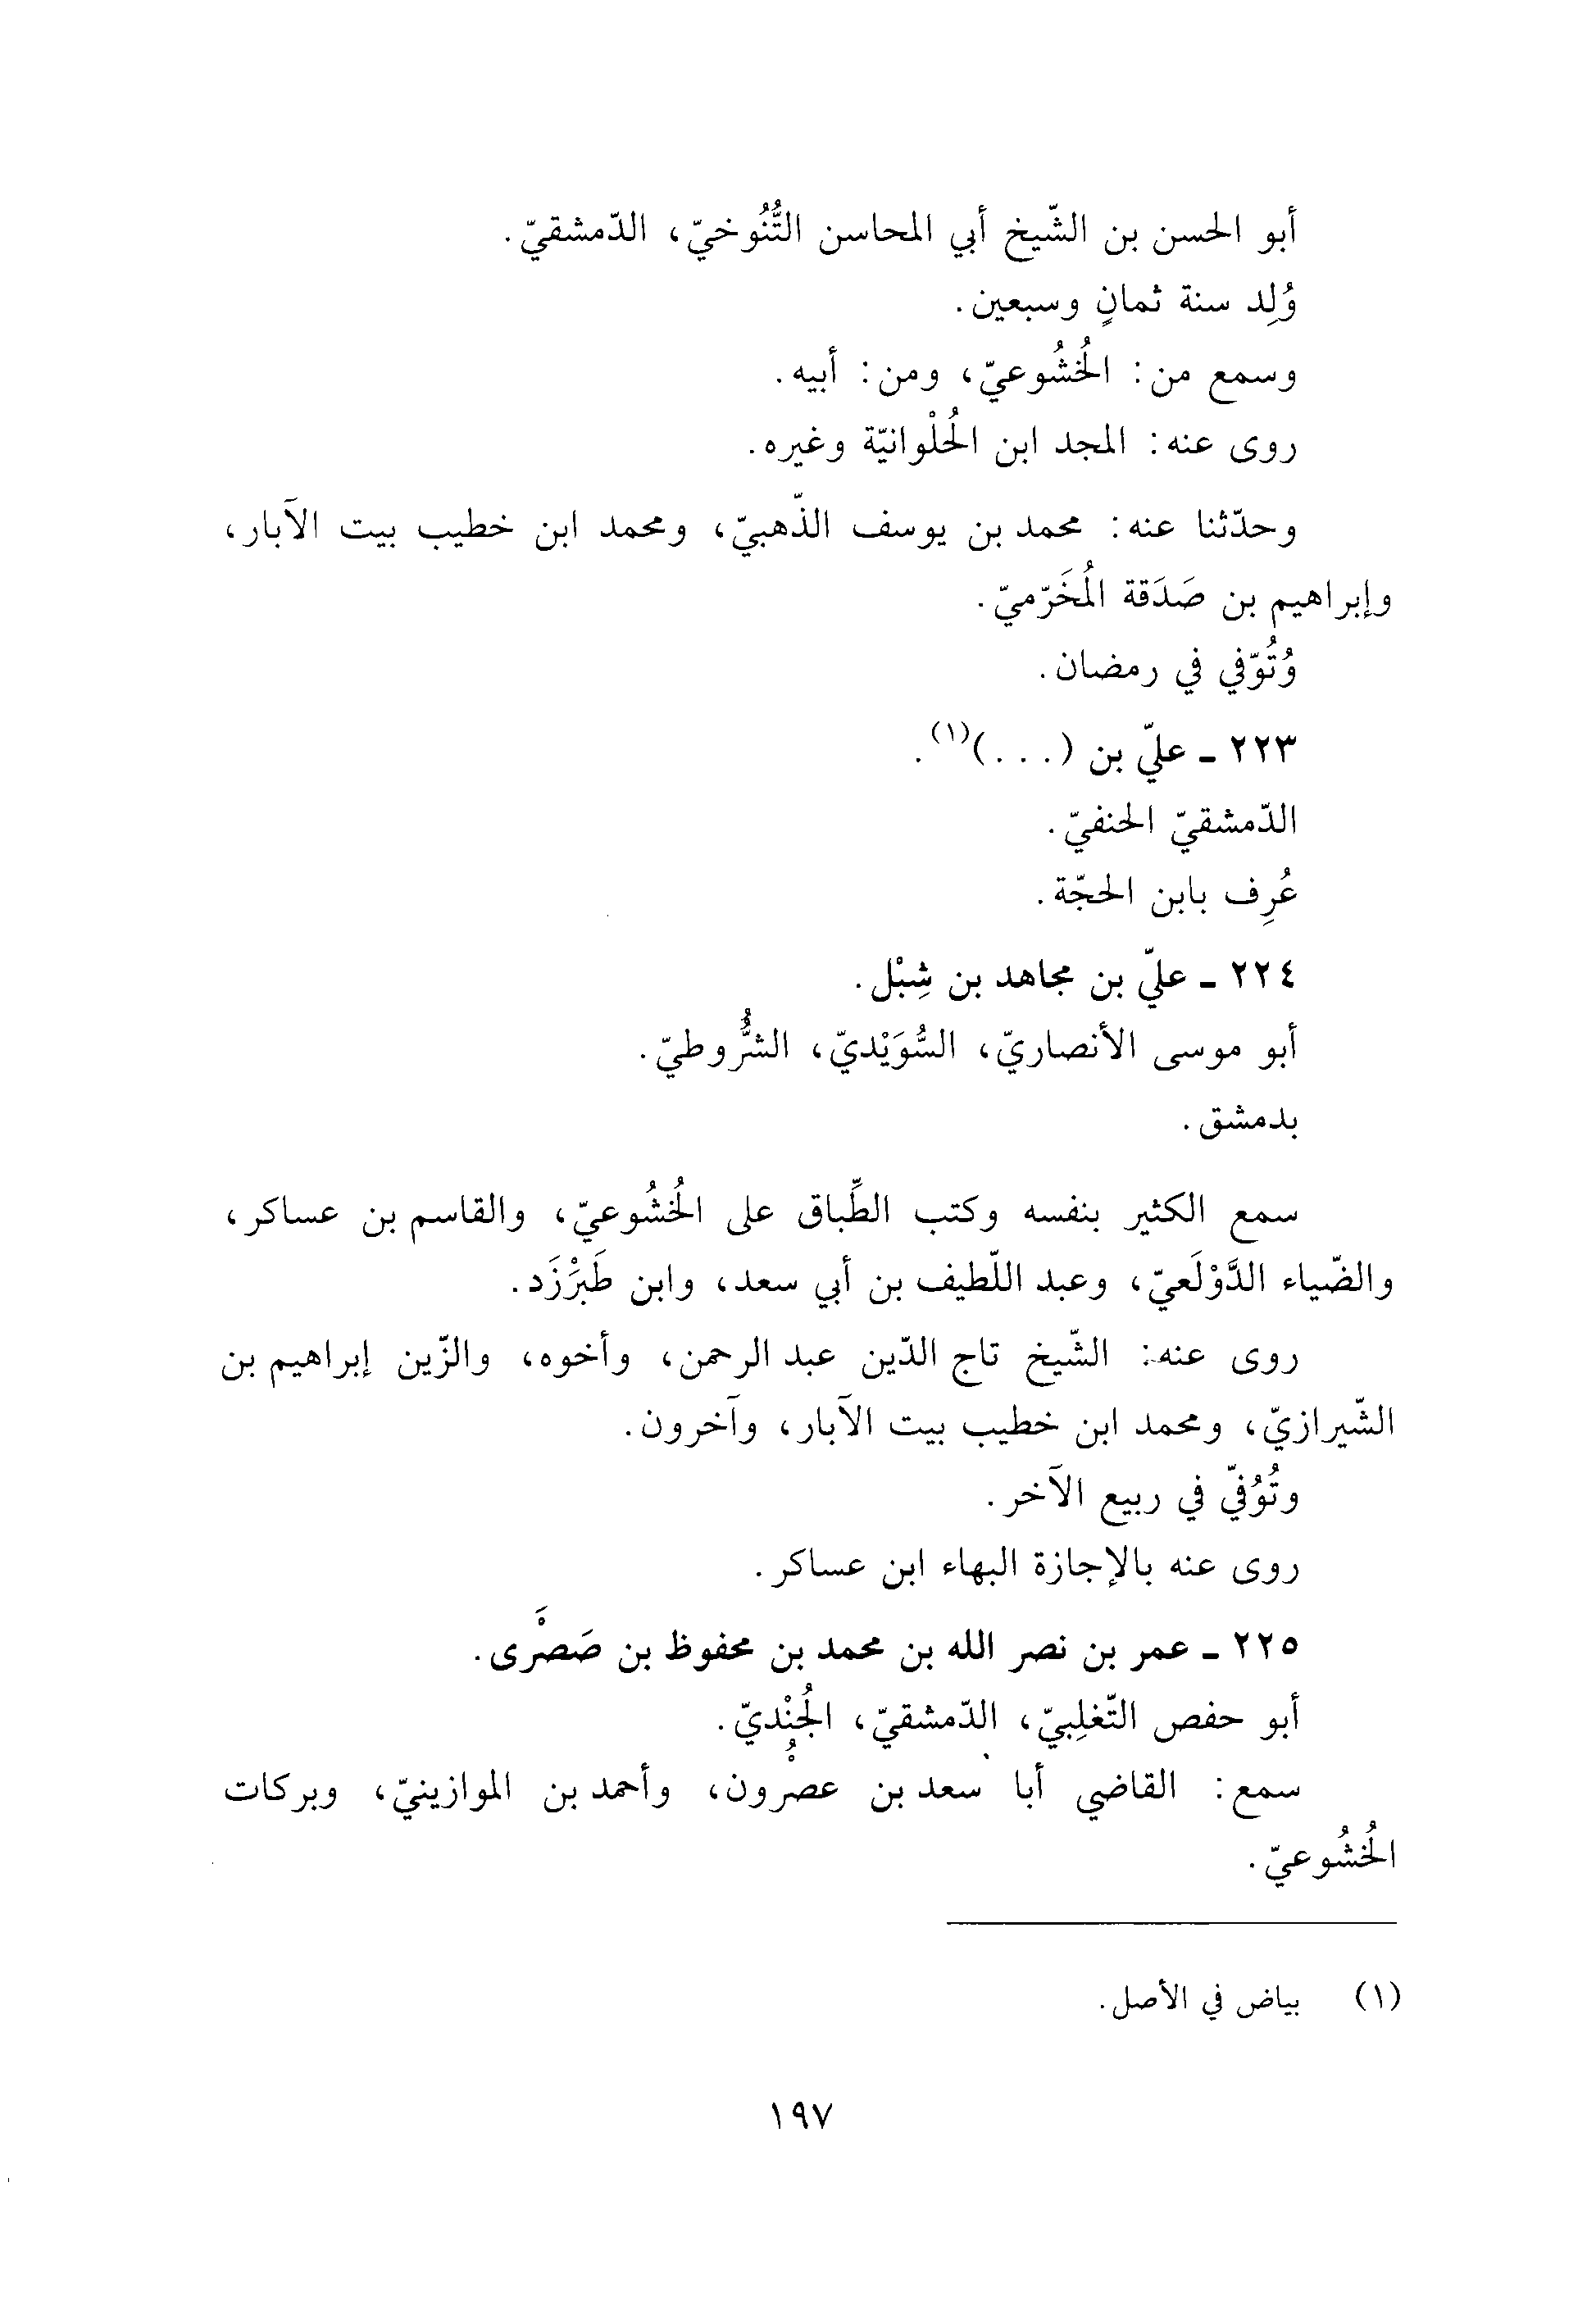 أبو الحسن بن الشّيخ أبي المحاسن التُّنُوخيّ، الدّمشقيّ.
وُلِد سنة ثمانٍ وسبعين.
وسمع من: الخُشُوعيّ، ومن: أبيه.
روى عنه: المجد ابن الحُلْوانيّة وغيره.
وحدّثنا عنه: محمد بن يوسف الذّهبيّ، ومحمد ابن خطيب بيت الآبار،
وإبراهيم بن صَدَقة المُخَرّميّ.
وُتُوّفي في رمضان.
٢٢٣ ـ عليّ بن (. . .)(١).
الدّمشقيّ الحنفيّ.
عُرِف بابن الحجّة.
٢٢٤ ـ عليّ بن مجاهد بن شِبْل.
أبو موسى الأنصاريّ، السُّوَيْديّ، الشُّروطيّ.
بدمشق.
سمع الكثير بنفسه وكتب الطِّباق على الخُشُوعيّ، والقاسم بن عساكر،
والضّياء الدَّوْلَعيّ، وعبد اللّطيف بن أبي سعد، وابن طَبَرْزَد.
روى عنه: الشّيخ تاج الدّين عبد الرحمن، وأخوه، والزّين إبراهيم بن
الشّيرازيّ، ومحمد ابن خطيب بيت الآبار، وآخرون.
وتُوُفيّ في ربيع الآخر.
روى عنه بالإجازة البهاء ابن عساكر.
٢٢٥ ـ عمر بن نصر الله بن محمد بن محفوظ بن صَصْرَى.
أبو حفص التّغلِبيّ، الدّمشقيّ، الجُنْديّ.
سمع: القاضي أبا سعد بن عصْرُون، وأحمد بن الموازينيّ، وبركات
الخُشُوعيّ.
(١) بياض في الأصل.
١٩٧